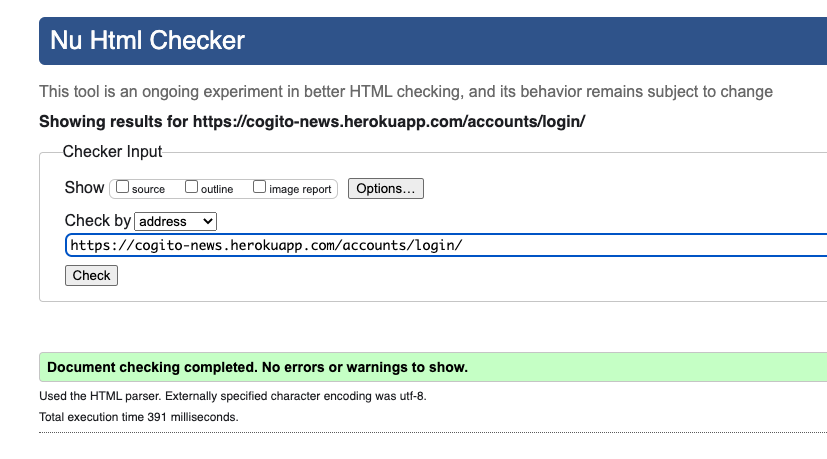 Nu Html Checker
This tool is an ongoing experiment in better HTML checking, and its behavior remains subject to change
Showing results for https://cogito-news.herokuapp.com/accounts/login/
Checker Input
Show source outline image report Options...
Check by address
https://cogito-news.herokuapp.com/accounts/login/
Check
Document checking completed. No errors or warnings to show.
Used the HTML parser. Externally specified character encoding was utf-8.
Total execution time 391 milliseconds.